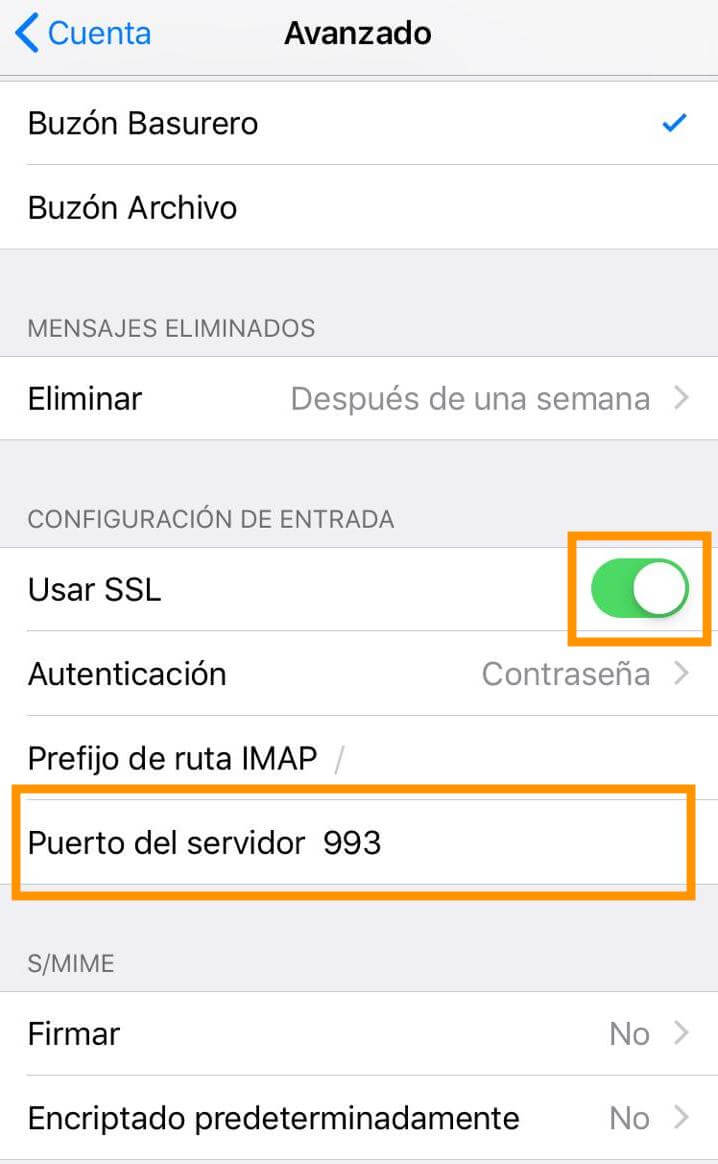 Cuenta Avanzado
Buzón Basurero
Buzón Archivo
MENSAJES ELIMINADOS
Eliminar Después de una semana
CONFIGURACIÓN DE ENTRADA
Usar SSL
Autenticación Contraseña
Prefijo de ruta IMAP /
Puerto del servidor 993
S/MIME
Firmar No
Encriptado predeterminadamente No